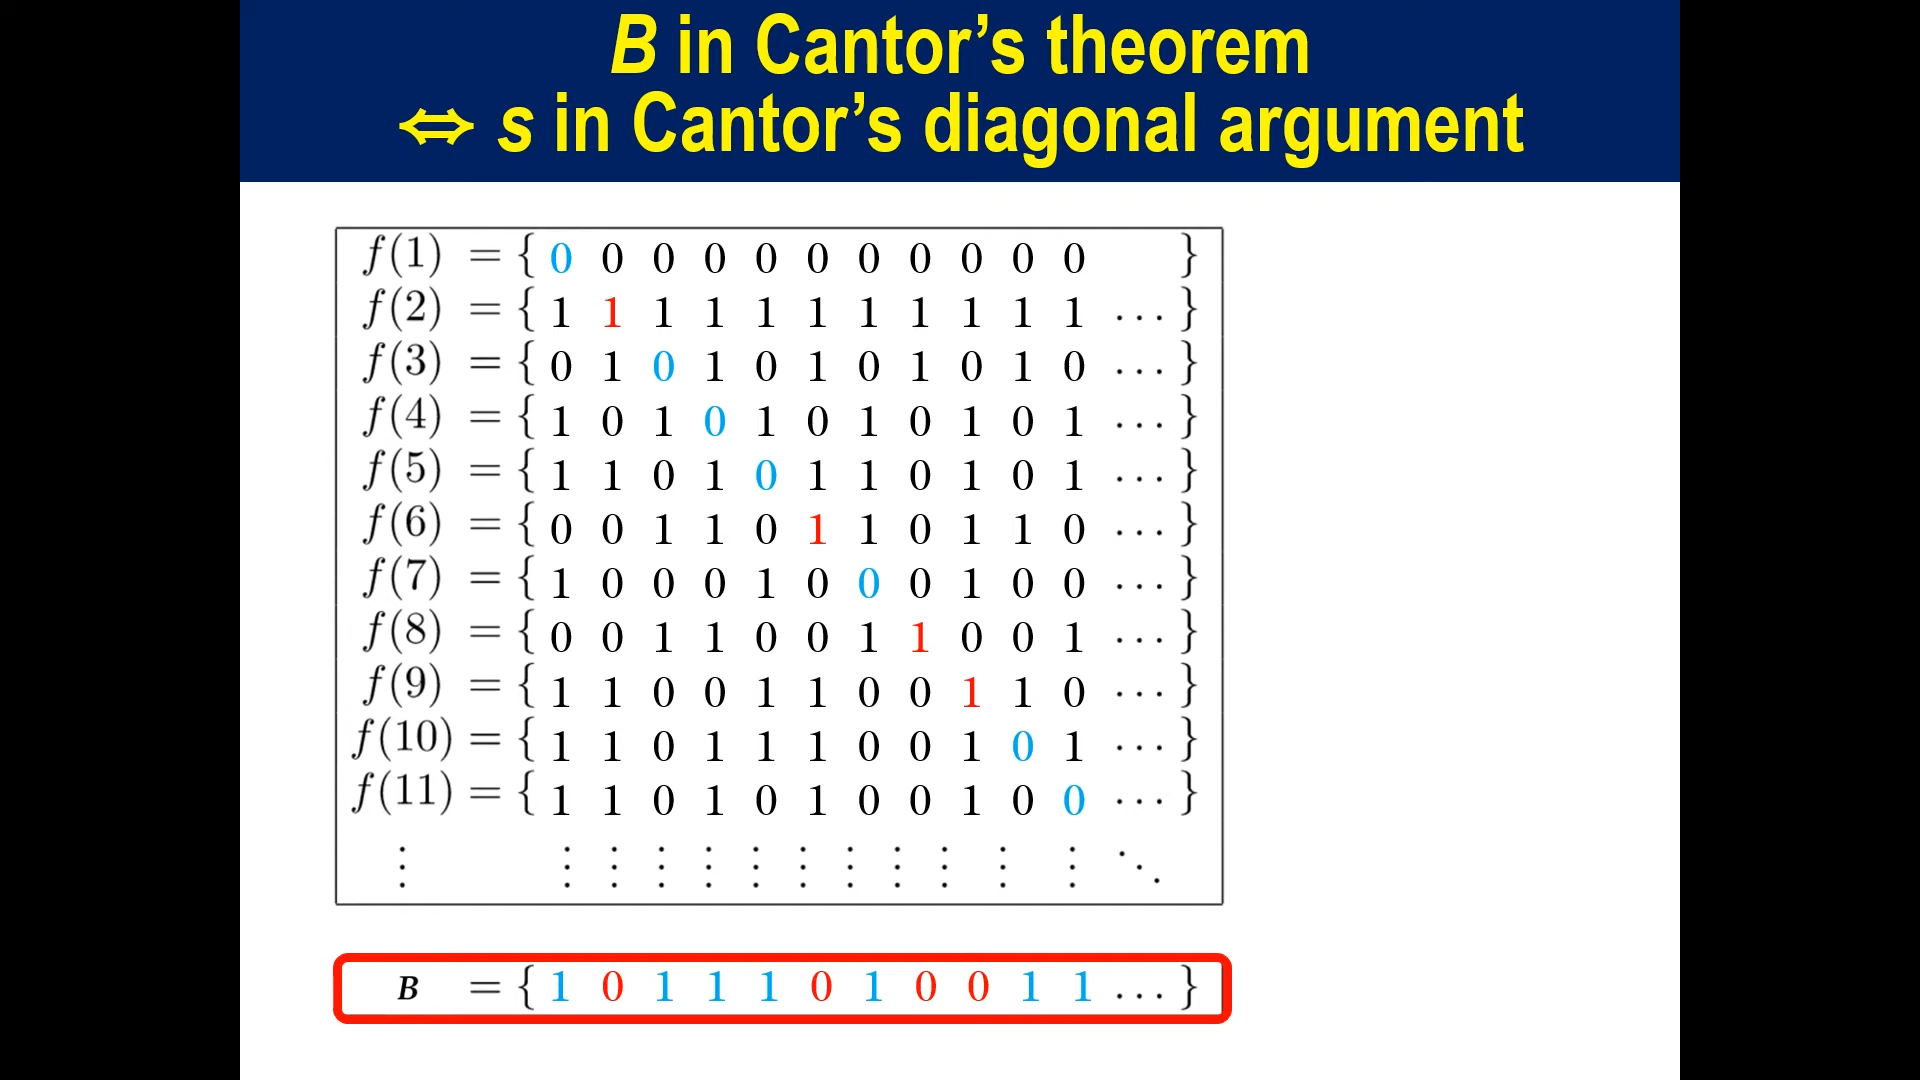 B in Cantor’s theorem
⇔ s in Cantor’s diagonal argument
f(1) = { 0 0 0 0 0 0 0 0 0 0 0 }
f(2) = { 1 1 1 1 1 1 1 1 1 1 1 ... }
f(3) = { 0 1 0 1 0 1 0 1 0 1 0 ... }
f(4) = { 1 0 1 0 1 0 1 0 1 0 1 ... }
f(5) = { 1 1 0 1 0 1 1 0 1 0 1 ... }
f(6) = { 0 0 1 1 0 1 1 0 1 1 0 ... }
f(7) = { 1 0 0 0 1 0 0 0 1 0 0 ... }
f(8) = { 0 0 1 1 0 0 1 1 0 0 1 ... }
f(9) = { 1 1 0 0 1 1 0 0 1 1 0 ... }
f(10) = { 1 1 0 1 1 1 0 0 1 0 1 ... }
f(11) = { 1 1 0 1 0 1 0 0 1 0 0 ... }
⋮ ⋮ ⋮ ⋮ ⋮ ⋮ ⋮ ⋮ ⋮ ⋮ ⋮ ⋮ ⋱
B = { 1 0 1 1 1 0 1 0 0 1 1 ... }